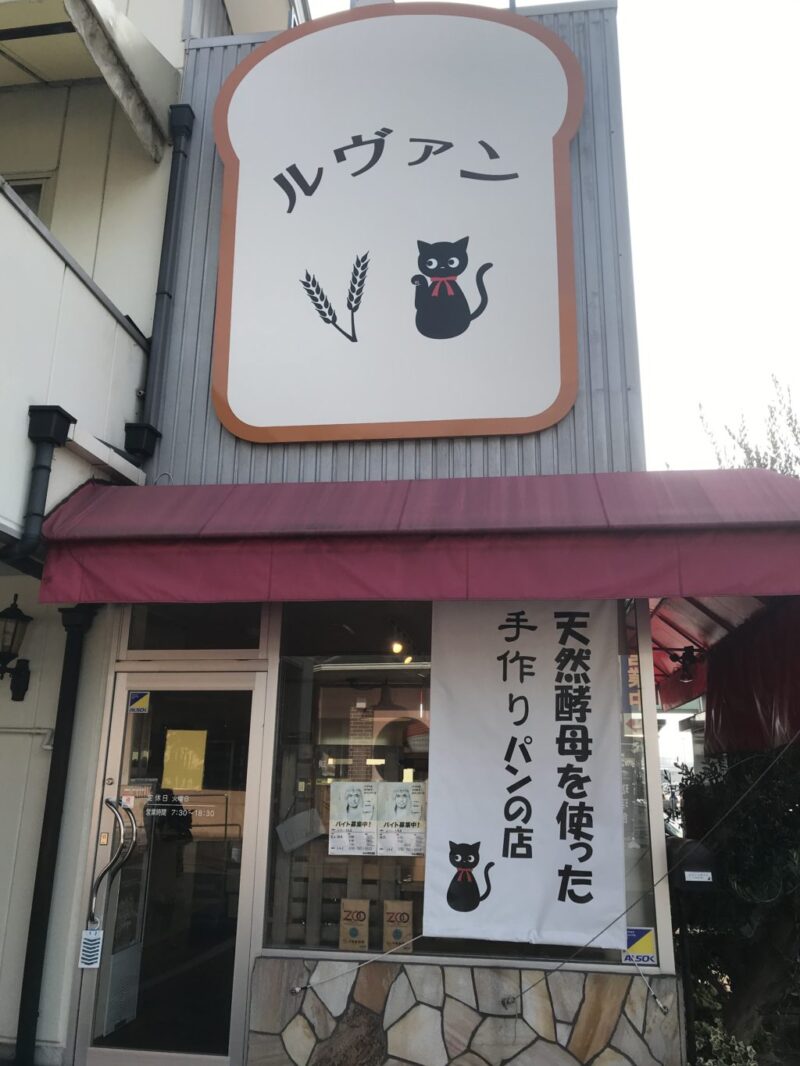 ルヴァン
天然酵母を使った
手作りパンの店
ALSOK
定休日 火曜日
営業時間 7:30~18:30
バイト募集中!
バイト募集中!
ZOO
ZOO
ALSOK